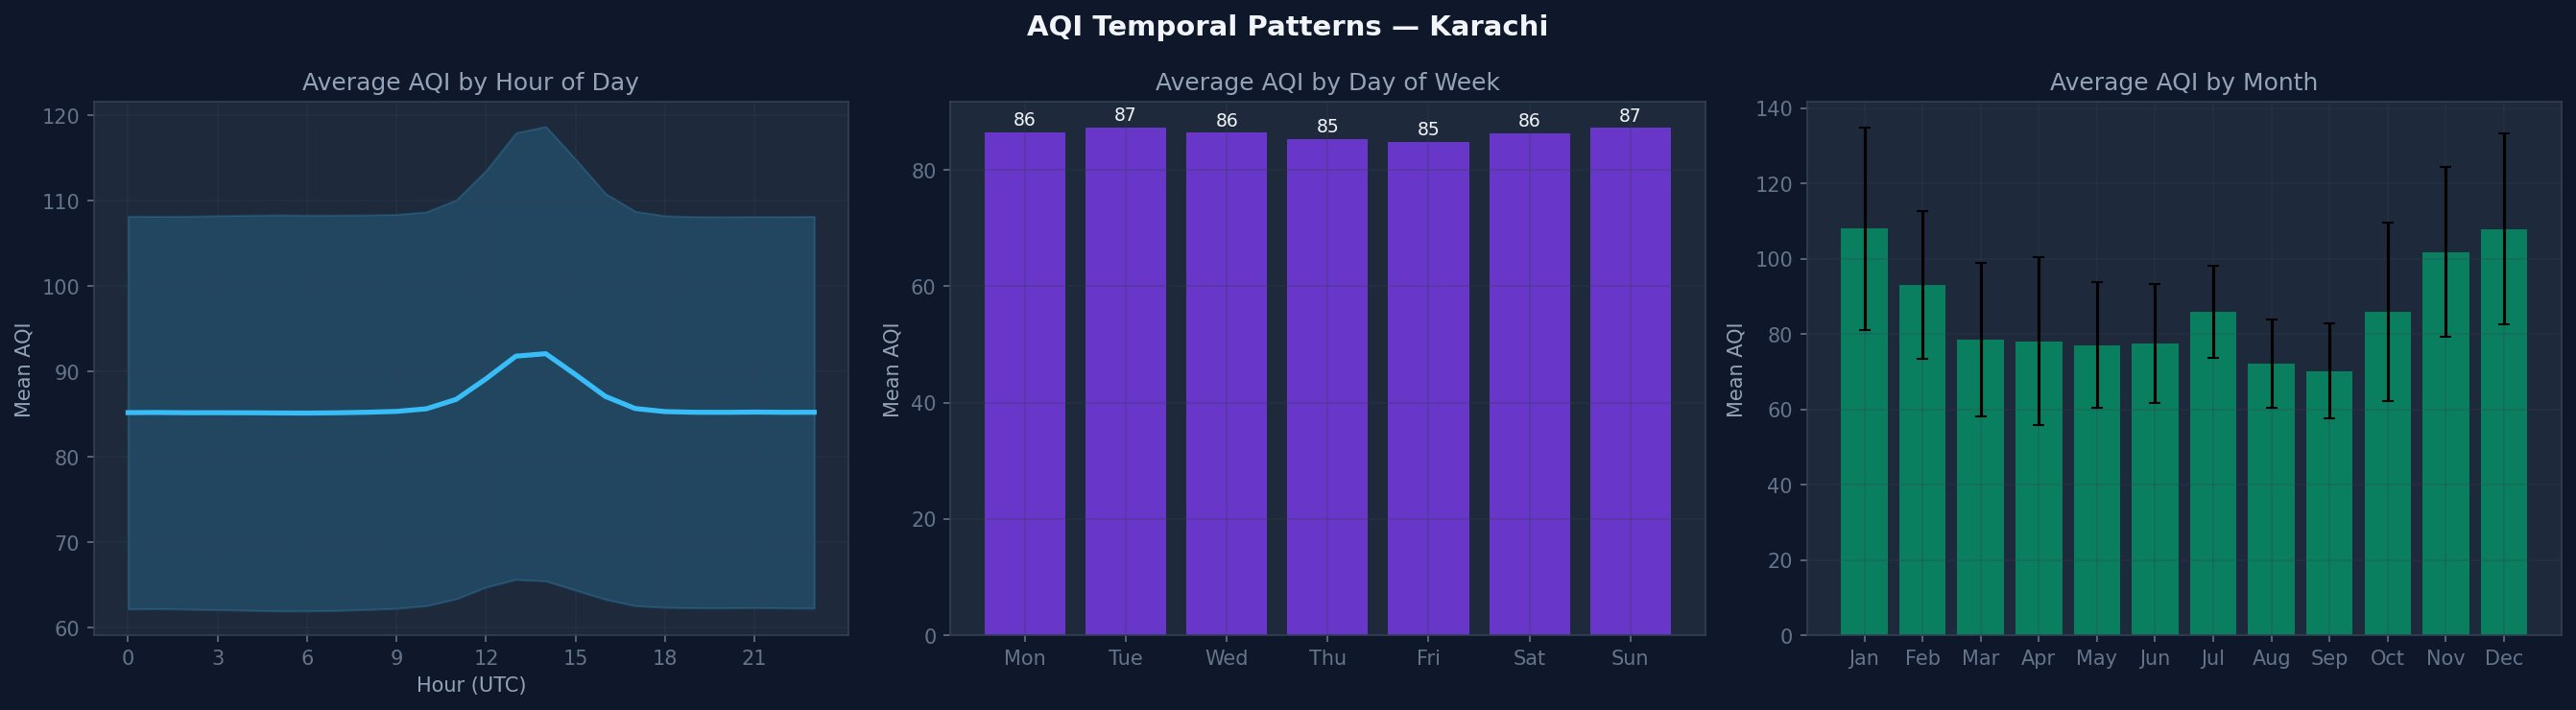 AQI Temporal Patterns — Karachi
Average AQI by Hour of Day
Mean AQI
120
110
100
90
80
70
60
0 3 6 9 12 15 18 21
Hour (UTC)
Average AQI by Day of Week
Mean AQI
80
60
40
20
0
86 87 86 85 85 86 87
Mon Tue Wed Thu Fri Sat Sun
Average AQI by Month
Mean AQI
140
120
100
80
60
40
20
0
Jan Feb Mar Apr May Jun Jul Aug Sep Oct Nov Dec